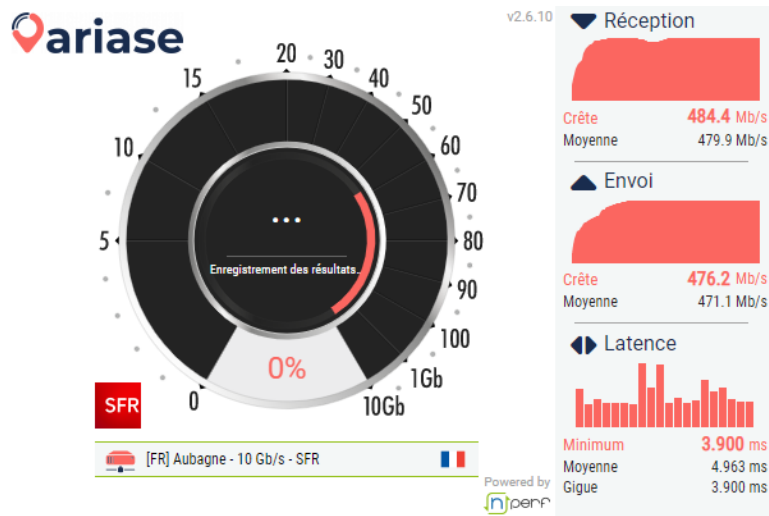 ariase
v2.6.10
0
5
10
15
20
30
40
50
60
70
80
90
100
1Gb
10Gb
...
Enregistrement des résultats..
0%
SFR
[FR] Aubagne - 10 Gb/s - SFR
Powered by
nperf
Réception
Crête 484.4 Mb/s
Moyenne 479.9 Mb/s
Envoi
Crête 476.2 Mb/s
Moyenne 471.1 Mb/s
Latence
Minimum 3.900 ms
Moyenne 4.963 ms
Gigue 3.900 ms